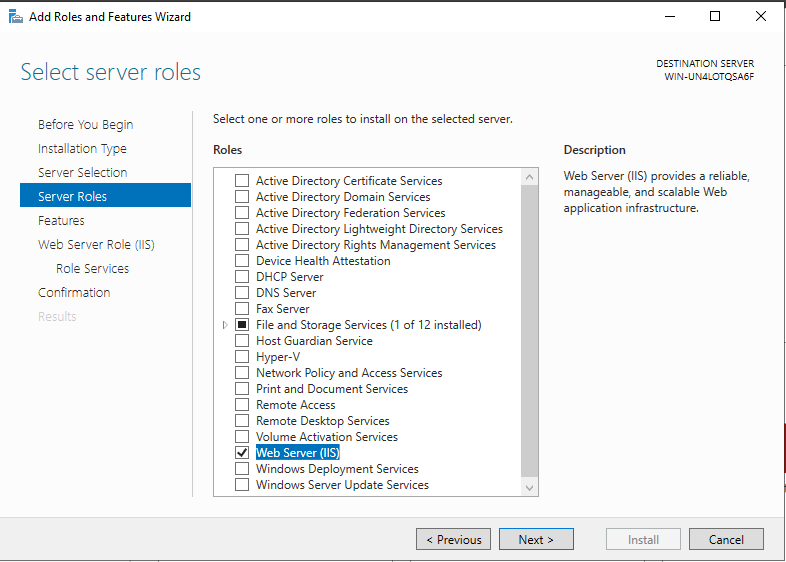 Add Roles and Features Wizard
Select server roles
DESTINATION SERVER
WIN-UN4LOTQSA6F
Before You Begin
Installation Type
Server Selection
Server Roles
Features
Web Server Role (IIS)
Role Services
Confirmation
Results
Select one or more roles to install on the selected server.
Roles
Active Directory Certificate Services
Active Directory Domain Services
Active Directory Federation Services
Active Directory Lightweight Directory Services
Active Directory Rights Management Services
Device Health Attestation
DHCP Server
DNS Server
Fax Server
File and Storage Services (1 of 12 installed)
Host Guardian Service
Hyper-V
Network Policy and Access Services
Print and Document Services
Remote Access
Remote Desktop Services
Volume Activation Services
Web Server (IIS)
Windows Deployment Services
Windows Server Update Services
Description
Web Server (IIS) provides a reliable,
manageable, and scalable Web
application infrastructure.
< Previous
Next >
Install
Cancel